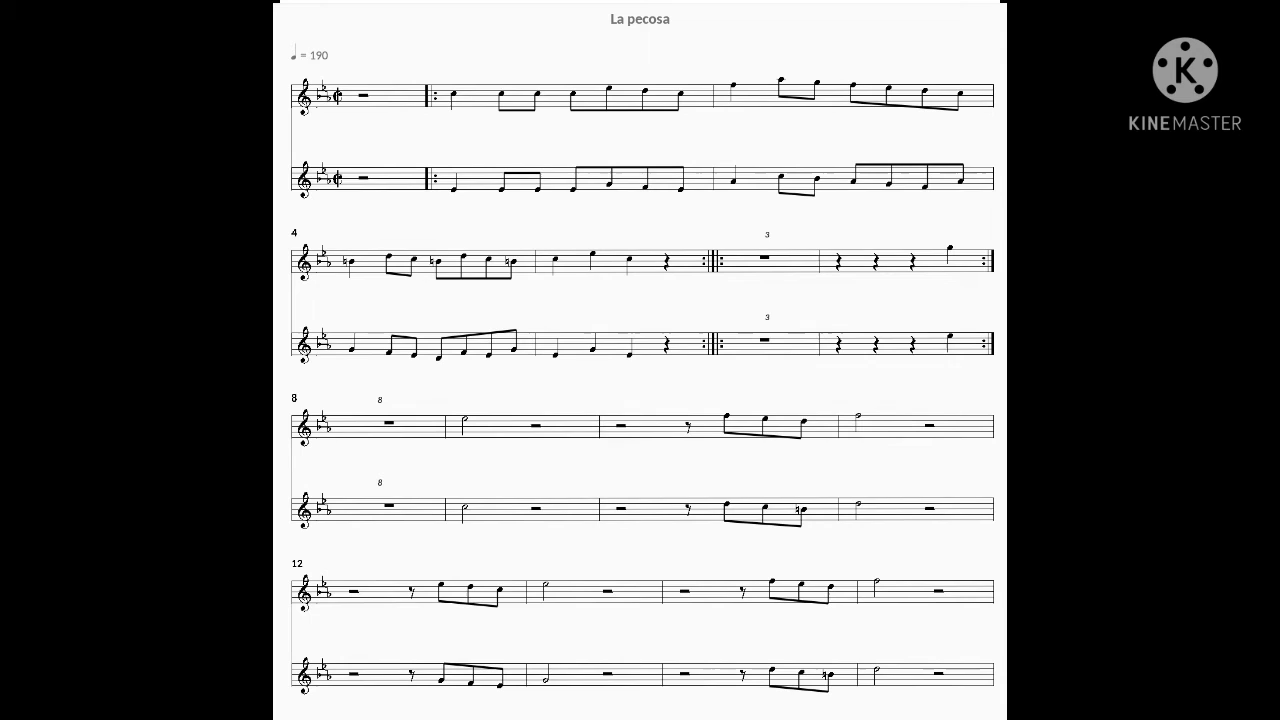 La pecosa
♩ = 190
K
KINEMASTER
4
3
3
8
8
8
12